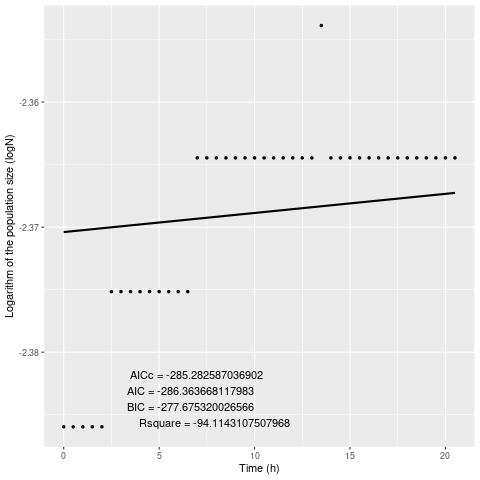 Logarithm of the population size (logN)
-2.36
-2.37
-2.38
AICc = -285.282587036902
AIC = -286.363668117983
BIC = -277.675320026566
Rsquare = -94.1143107507968
0 5 10 15 20
Time (h)